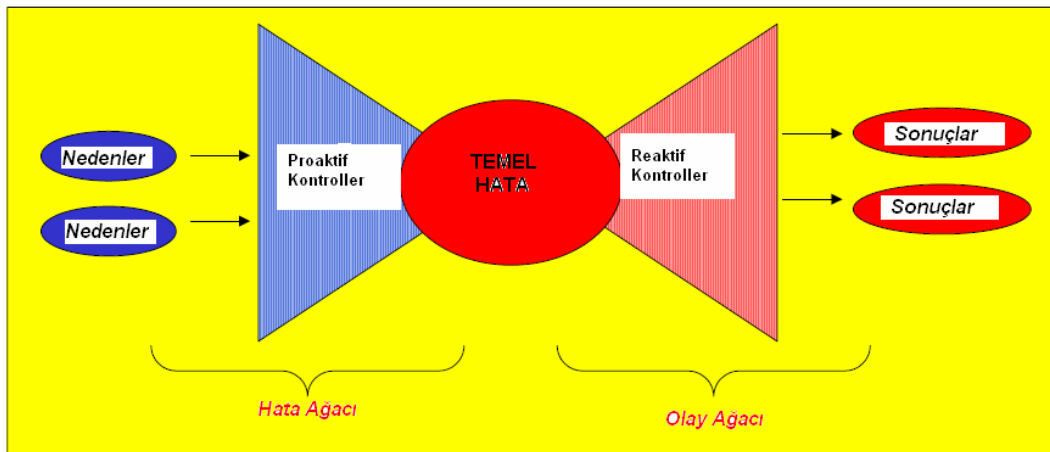 Nedenler
Nedenler
Proaktif
Kontroller
TEMEL
HATA
Reaktif
Kontroller
Sonuçlar
Sonuçlar
Hata Ağacı
Olay Ağacı